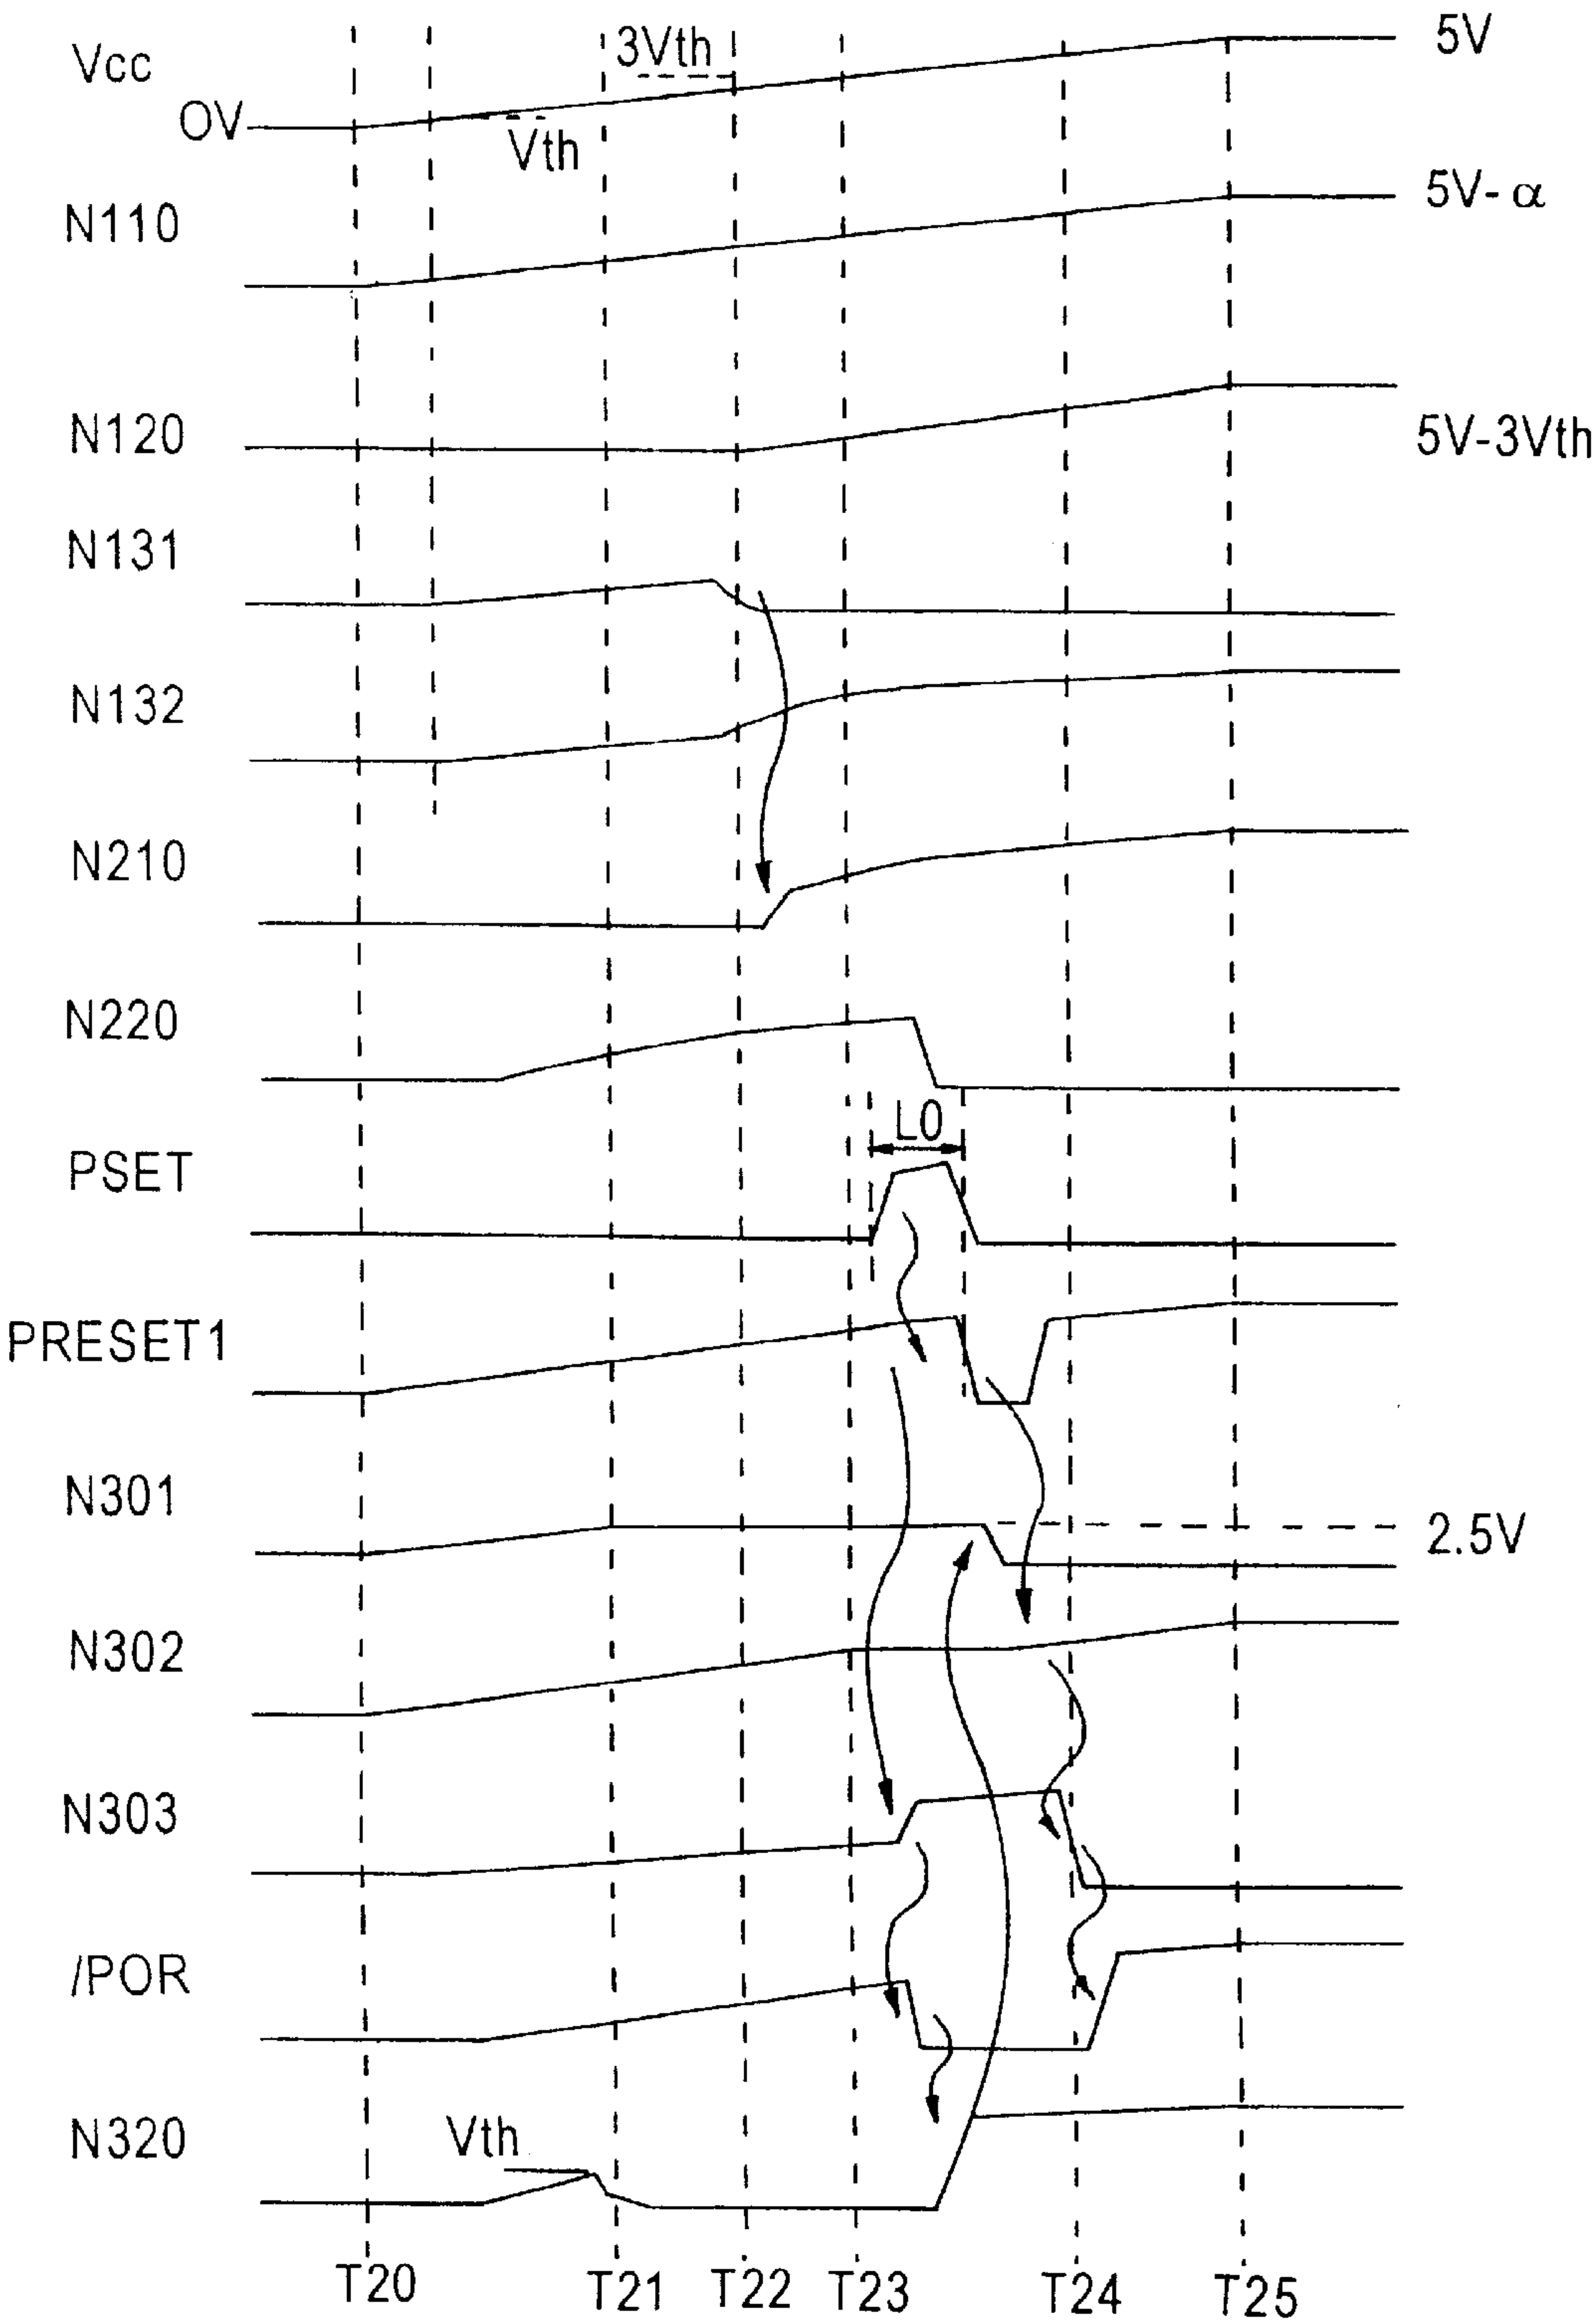 Vcc
3Vth
5V
OV
Vth
N110
5V-α
N120
5V-3Vth
N131
N132
N210
N220
L0
PSET
PRESET1
N301
2.5V
N302
N303
/POR
N320
Vth
T20
T21
T22
T23
T24
T25